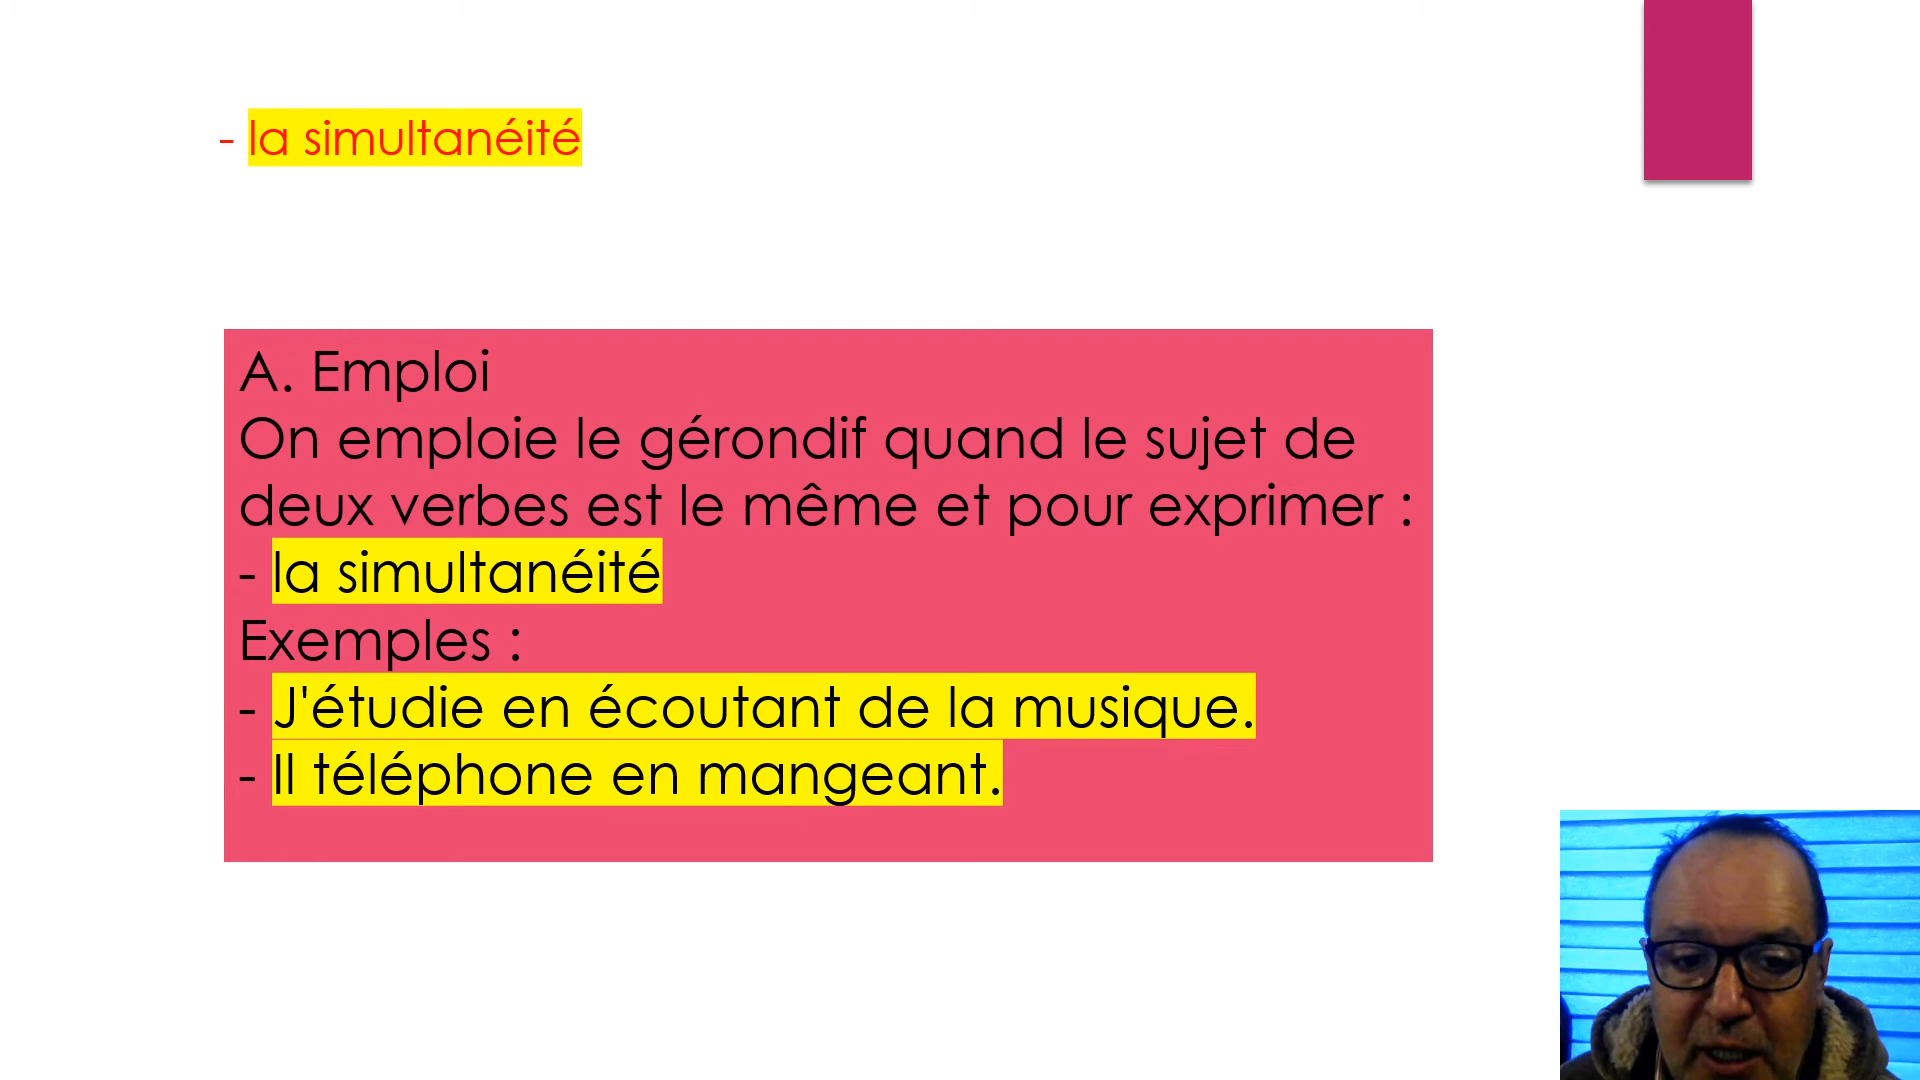 - la simultanéité
A. Emploi
On emploie le gérondif quand le sujet de
deux verbes est le même et pour exprimer :
- la simultanéité
Exemples :
- J'étudie en écoutant de la musique.
- Il téléphone en mangeant.